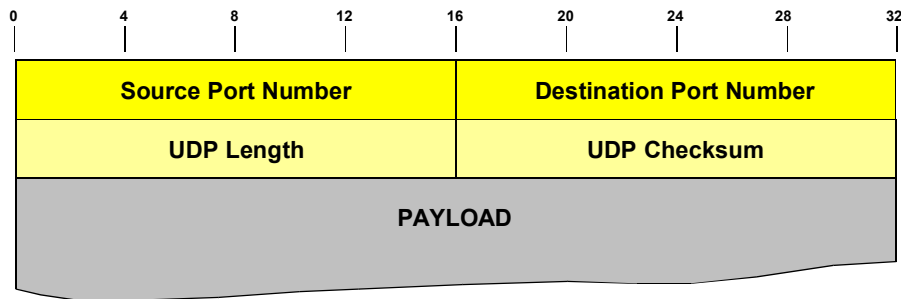 0 4 8 12 16 20 24 28 32
Source Port Number Destination Port Number
UDP Length UDP Checksum
PAYLOAD